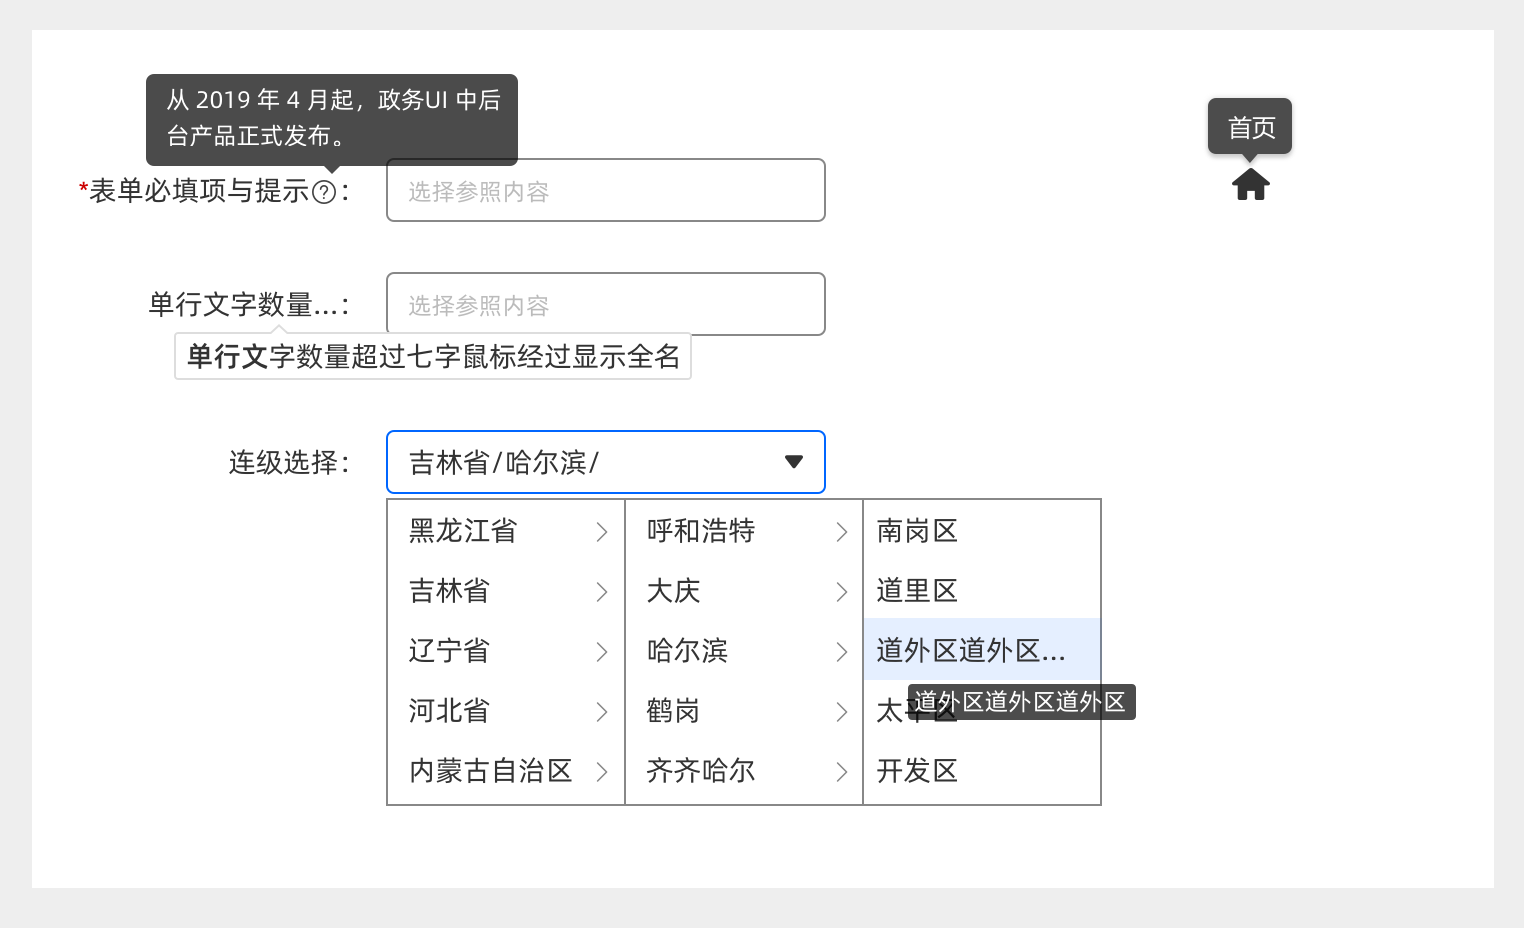 从 2019 年 4 月起，政务UI 中后
台产品正式发布。
首页
*表单必填项与提示?：
选择参照内容
单行文字数量...：
选择参照内容
单行文字数量超过七字鼠标经过显示全名
连级选择：
吉林省/哈尔滨/
黑龙江省
吉林省
辽宁省
河北省
内蒙古自治区
呼和浩特
大庆
哈尔滨
鹤岗
齐齐哈尔
南岗区
道里区
道外区道外区...
道外区道外区道外区
太平区
开发区